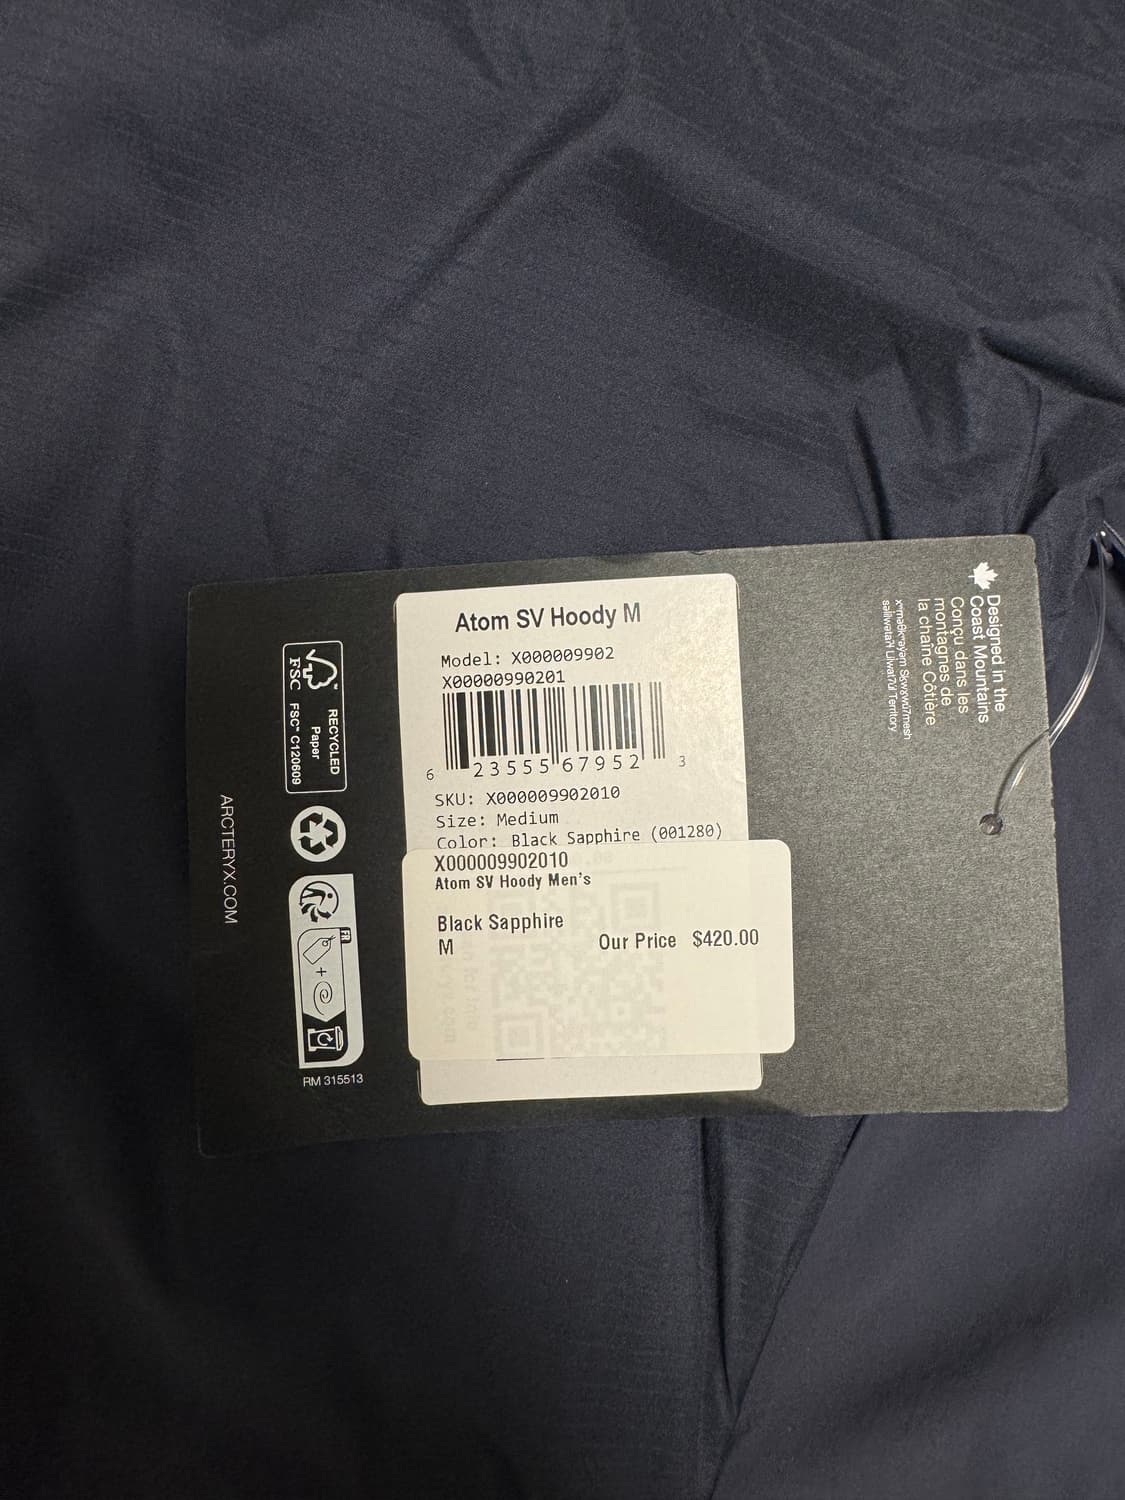 Atom SV Hoody M
Model: X000009902
X00000990201
6 23555 67952 3
SKU: X000009902010
Size: Medium
Color: Black Sapphire (001280)
X000009902010
Atom SV Hoody Men's
Black Sapphire
M
Our Price $420.00
Designed in the
Coast Mountains
Conçu dans les
montagnes de
la chaîne Côtière
RECYCLED
Paper
FSC
FSC™ C120609
FR
RM 315513
ARCTERYX.COM